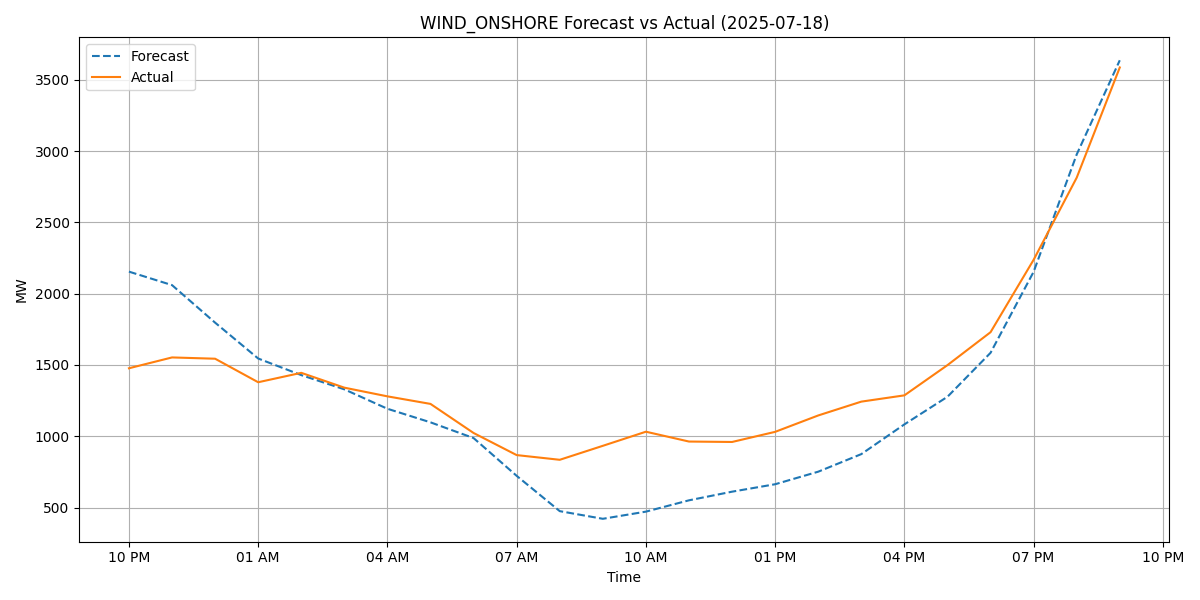 WIND_ONSHORE Forecast vs Actual (2025-07-18)
Forecast
Actual
3500
3000
2500
2000
1500
1000
500
MW
10 PM 01 AM 04 AM 07 AM 10 AM 01 PM 04 PM 07 PM 10 PM
Time